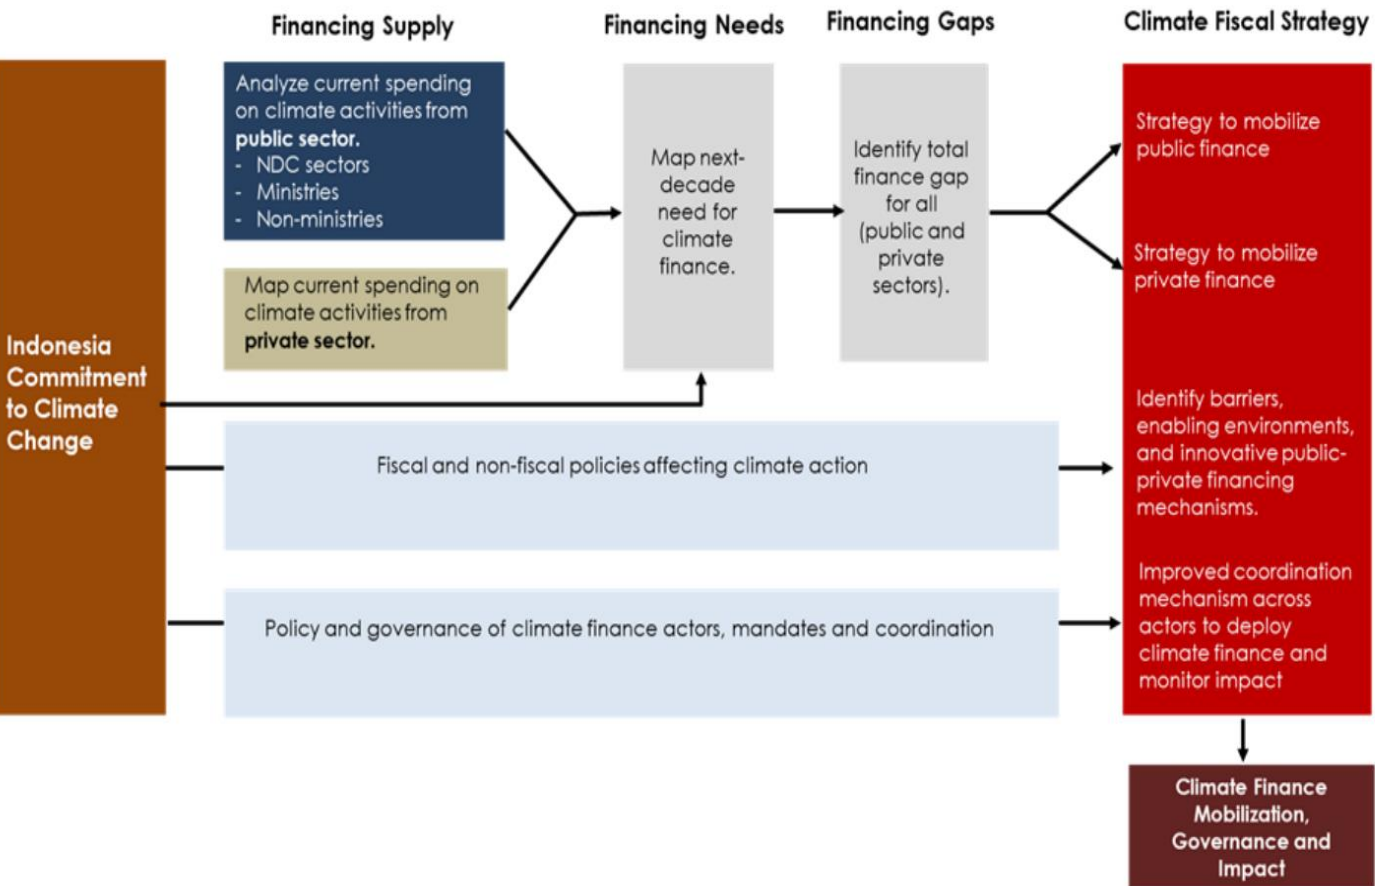 Financing Supply
Financing Needs
Financing Gaps
Climate Fiscal Strategy
Indonesia
Commitment
to Climate
Change
Analyze current spending
on climate activities from
public sector.
- NDC sectors
- Ministries
- Non-ministries
Map current spending on
climate activities from
private sector.
Map next-
decade
need for
climate
finance.
Identify total
finance gap
for all
(public and
private
sectors).
Strategy to mobilize
public finance
Strategy to mobilize
private finance
Fiscal and non-fiscal policies affecting climate action
Identify barriers,
enabling environments,
and innovative public-
private financing
mechanisms.
Policy and governance of climate finance actors, mandates and coordination
Improved coordination
mechanism across
actors to deploy
climate finance and
monitor impact
Climate Finance
Mobilization,
Governance and
Impact